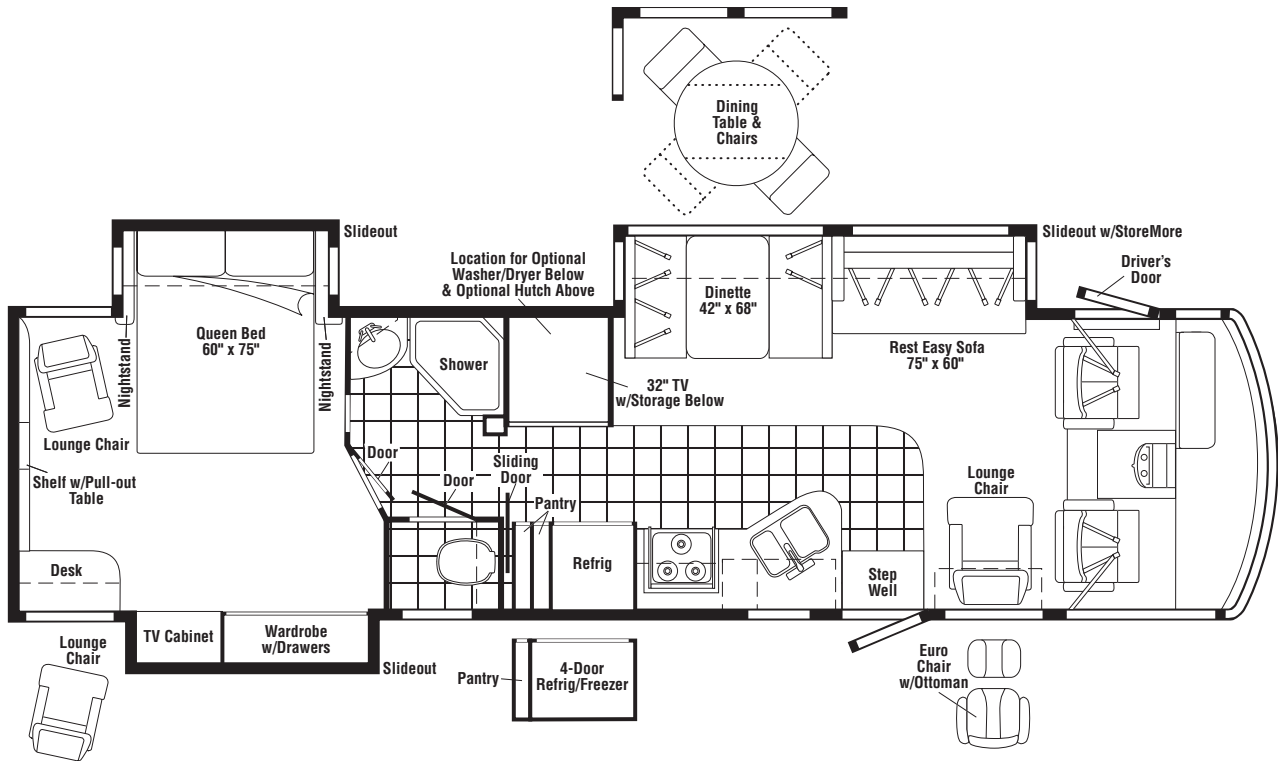 Dining
Table &
Chairs
Slideout
Slideout w/StoreMore
Location for Optional
Washer/Dryer Below
& Optional Hutch Above
Driver's
Door
Dinette
42" x 68"
Queen Bed
60" x 75"
Nightstand
Nightstand
Shower
Rest Easy Sofa
75" x 60"
32" TV
w/Storage Below
Lounge Chair
Door
Door
Sliding
Door
Shelf w/Pull-out
Table
Pantry
Lounge
Chair
Desk
Refrig
Step
Well
TV Cabinet
Wardrobe
w/Drawers
Lounge
Chair
Slideout
Pantry
4-Door
Refrig/Freezer
Euro
Chair
w/Ottoman